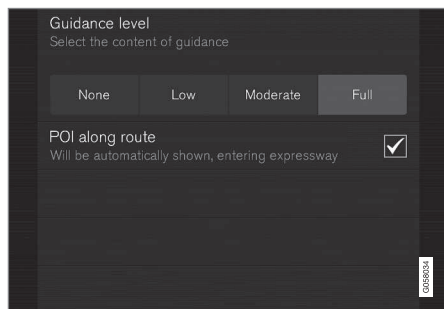 Guidance level
Select the content of guidance
None Low Moderate Full
POI along route
Will be automatically shown, entering expressway
G058034